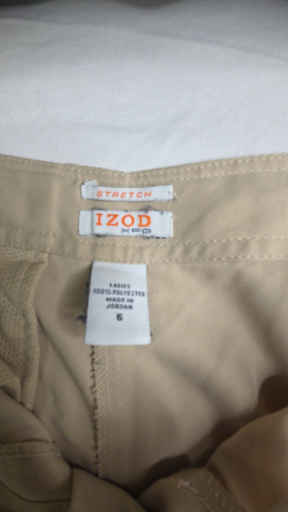 STRETCH
IZOD
LADIES
100% POLYESTER
MADE IN
JORDAN
6